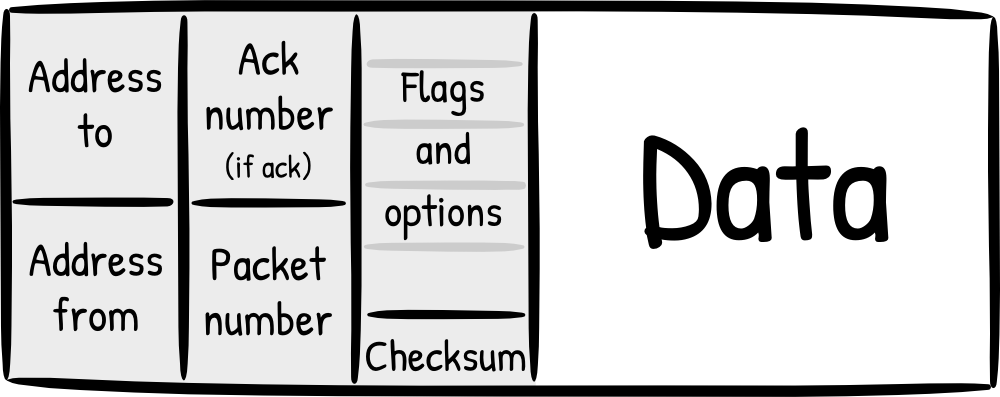 Address
to
Address
from
Ack
number
(if ack)
Packet
number
Flags
and
options
Checksum
Data